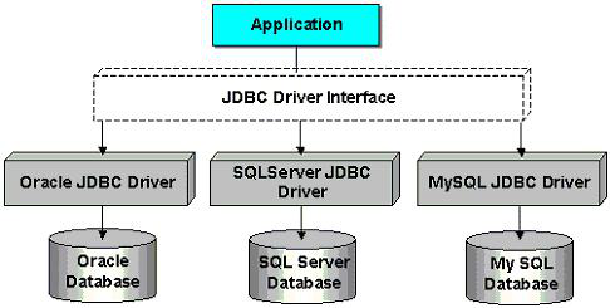 Application
JDBC Driver Interface
Oracle JDBC Driver
SQLServer JDBC
Driver
MySQL JDBC Driver
Oracle
Database
SQL Server
Database
My SQL
Database